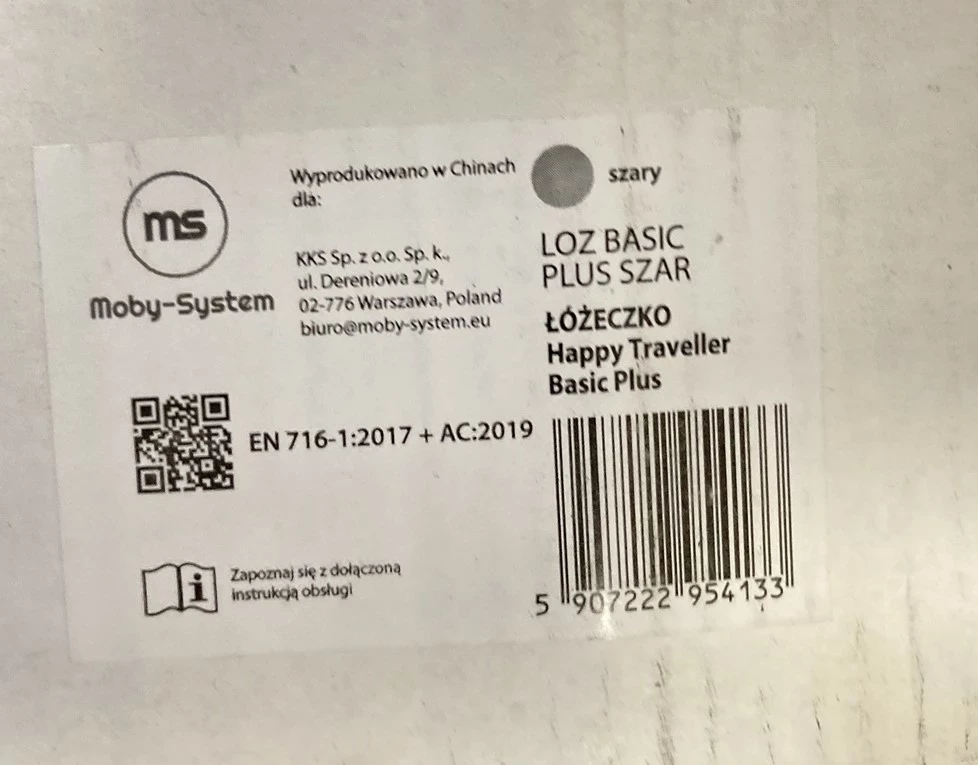 ms
Moby-System
Wyprodukowano w Chinach
dla:
KKS Sp. z o.o. Sp. k.,
ul. Dereniowa 2/9,
02-776 Warszawa, Poland
biuro@moby-system.eu
szary
LOZ BASIC
PLUS SZAR
ŁÓŻECZKO
Happy Traveller
Basic Plus
EN 716-1:2017 + AC:2019
i
Zapoznaj się z dołączoną
instrukcją obsługi
5 907222 954133